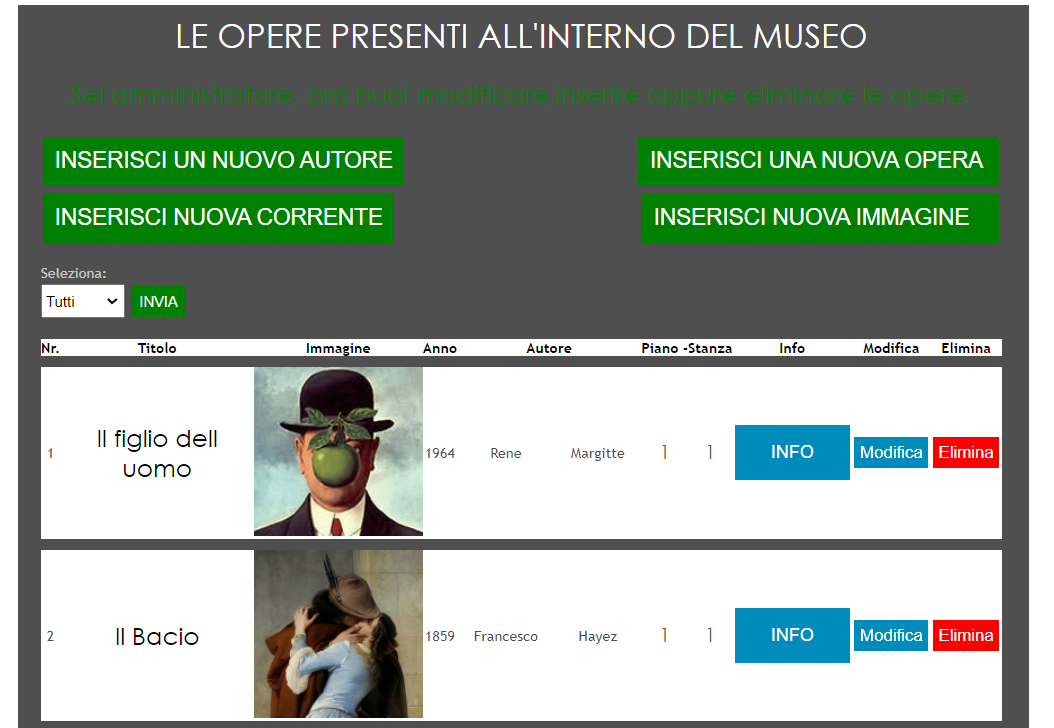 LE OPERE PRESENTI ALL'INTERNO DEL MUSEO
Sei amministratore, ora puoi modificare,inserire oppure eliminare le opere.
INSERISCI UN NUOVO AUTORE INSERISCI UNA NUOVA OPERA
INSERISCI NUOVA CORRENTE INSERISCI NUOVA IMMAGINE
Seleziona:
Tutti INVIA
Nr. Titolo Immagine Anno Autore Piano -Stanza Info Modifica Elimina
1 Il figlio dell uomo 1964 Rene Margitte 1 1 INFO Modifica Elimina
2 Il Bacio 1859 Francesco Hayez 1 1 INFO Modifica Elimina